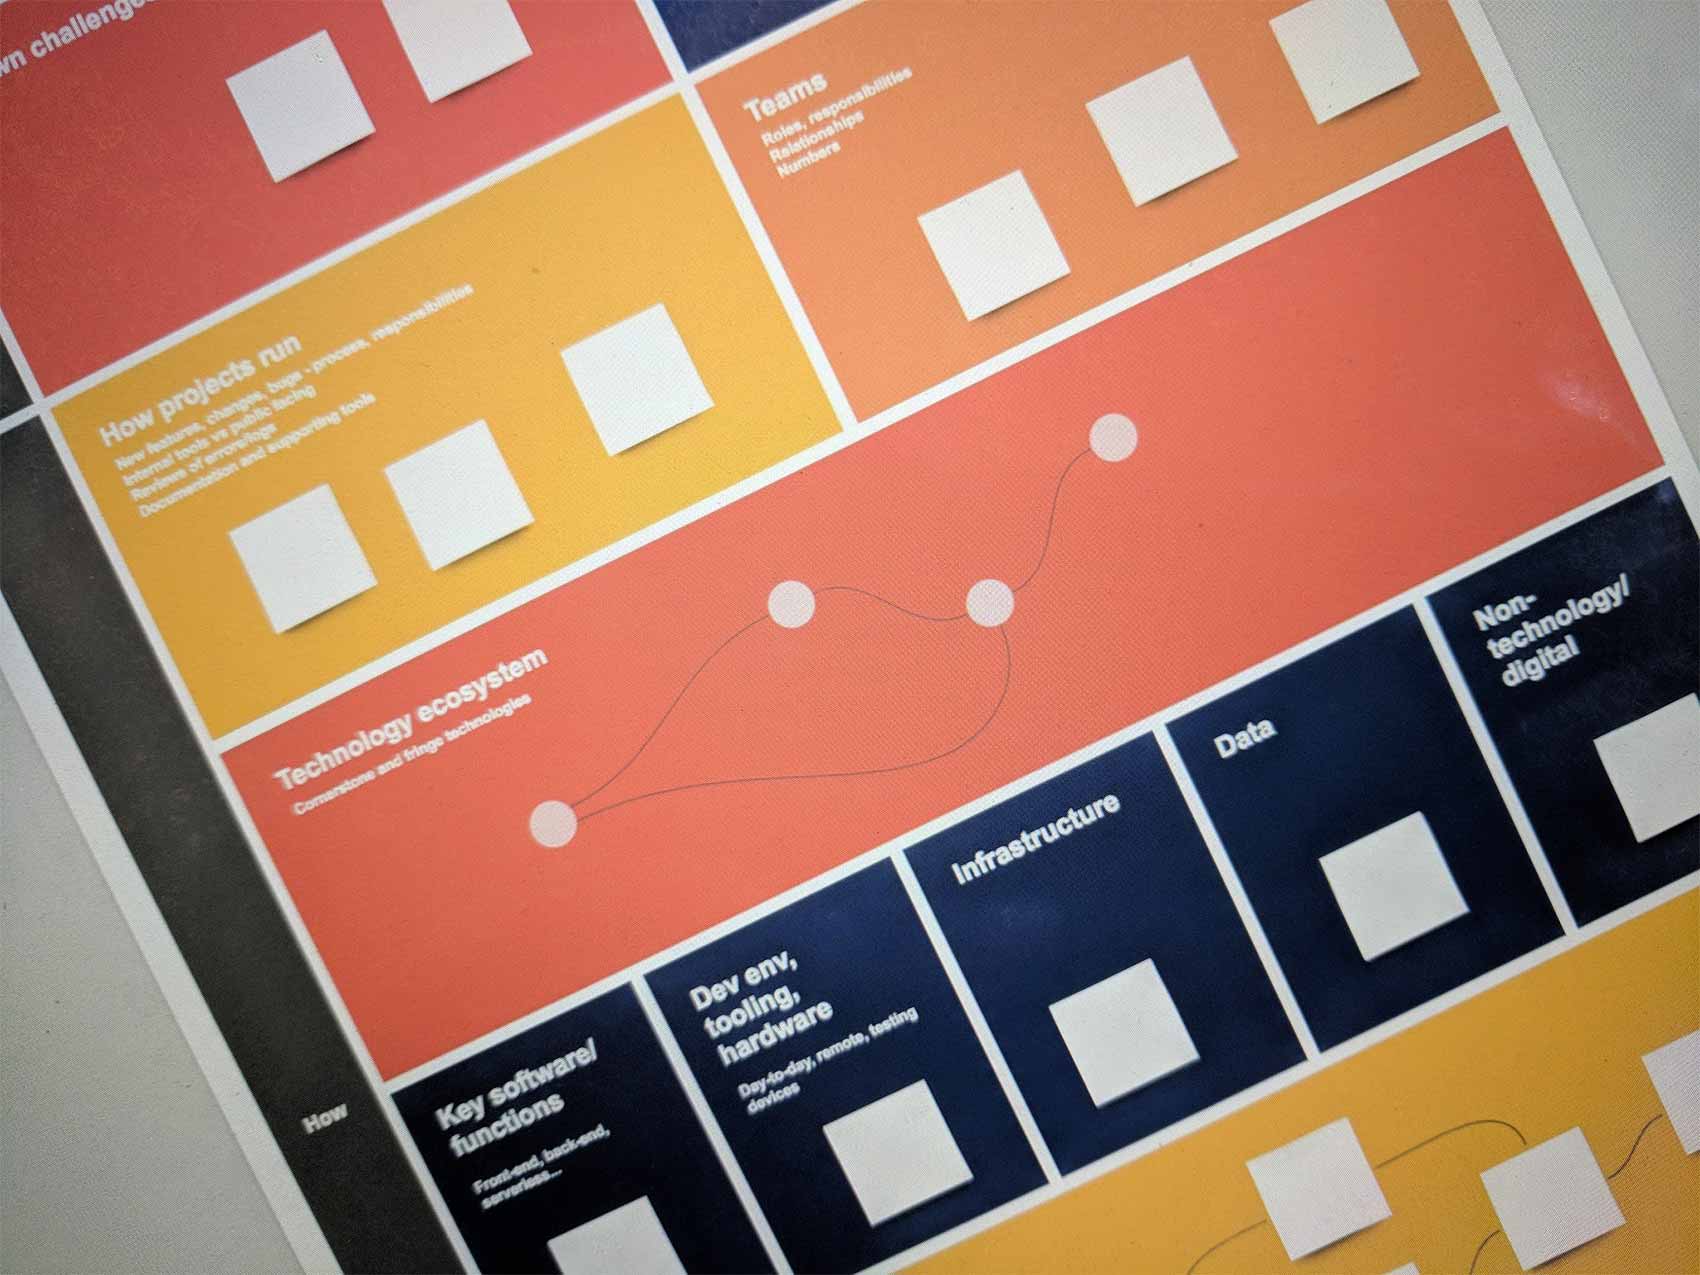 challenges
Teams
Roles, responsibilities
Relationships
Numbers
How projects run
New features, changes, bugs - process, responsibilities
Internal tools vs public facing
Reviews of errors/logs
Documentation and supporting tools
Technology ecosystem
Cornerstone and fringe technologies
How
Key software/
functions
Front-end, back-end,
serverless...
Dev env,
tooling,
hardware
Day-to-day, remote, testing
devices
Infrastructure
Data
Non-
technology/
digital